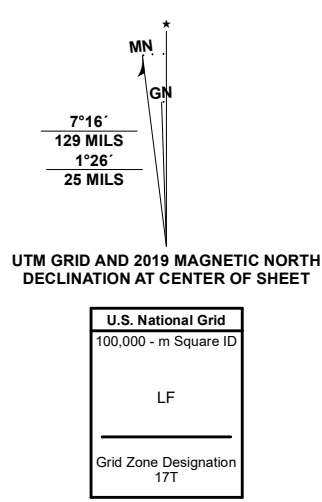 MN
GN
7°16´
129 MILS
1°26´
25 MILS
UTM GRID AND 2019 MAGNETIC NORTH
DECLINATION AT CENTER OF SHEET
U.S. National Grid
100,000 - m Square ID
LF
Grid Zone Designation
17T